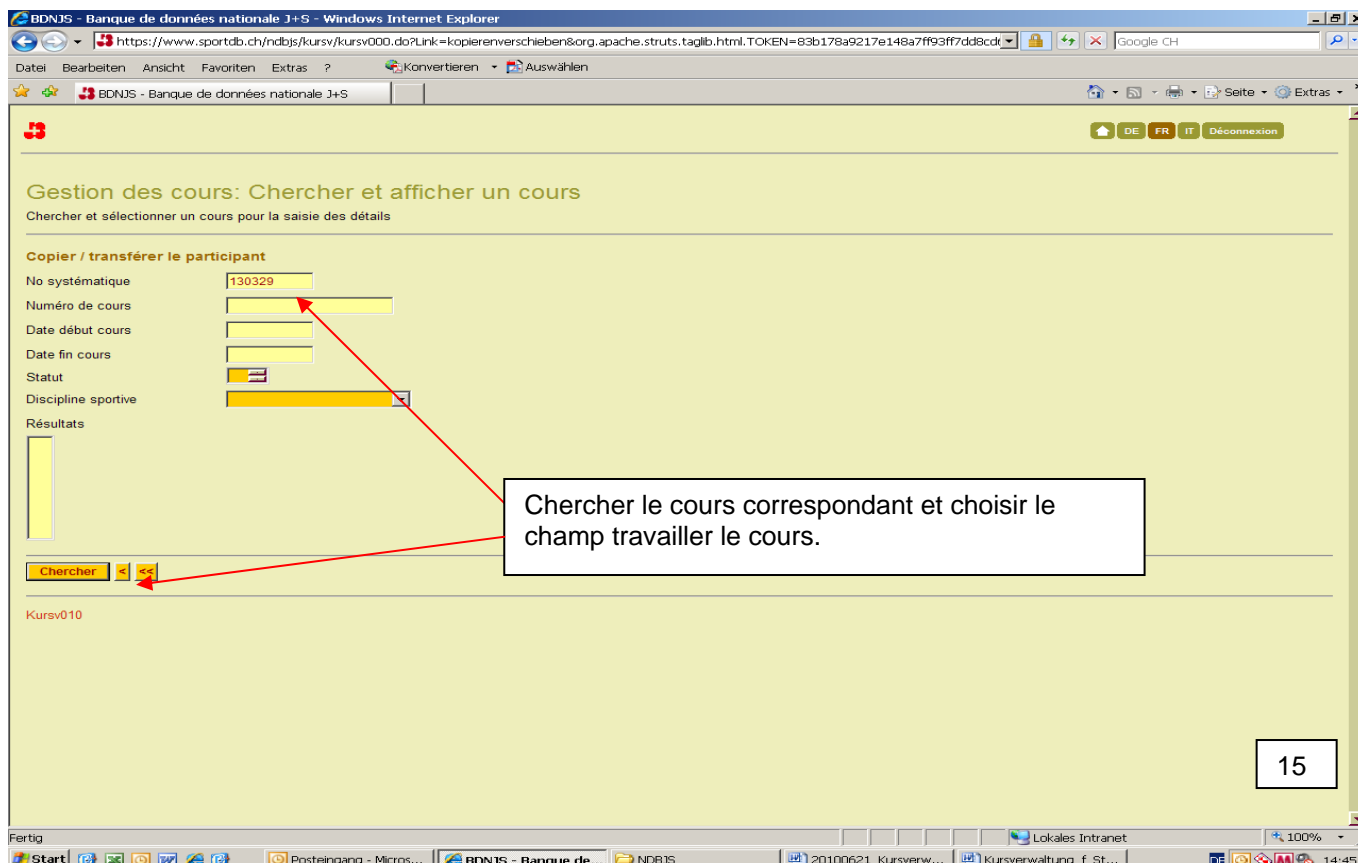 BDNJS - Banque de données nationale J+S - Windows Internet Explorer
https://www.sportdb.ch/ndbjs/kursv/kursv000.do?Link=kopierenverschieben&org.apache.struts.taglib.html.TOKEN=83b178a9217e148a7ff93ff7dd8cd
Google CH
Datei Bearbeiten Ansicht Favoriten Extras ? Konvertieren Auswählen
BDNJS - Banque de données nationale J+S
Seite Extras
DE FR IT Déconnexion
Gestion des cours: Chercher et afficher un cours
Chercher et sélectionner un cours pour la saisie des détails
Copier / transférer le participant
No systématique 130329
Numéro de cours
Date début cours
Date fin cours
Statut
Discipline sportive
Résultats
Chercher le cours correspondant et choisir le
champ travailler le cours.
Chercher < <<
Kursv010
15
Fertig Lokales Intranet 100%
Start Posteingang - Micros... BDNJS - Banque de... NDBJS 20100621_Kursverw... Kursverwaltung_f_St... DE 14:45